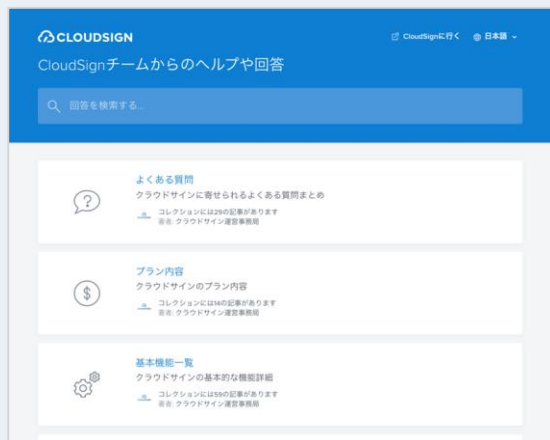 CLOUDSIGN
CloudSignに行く 日本語
CloudSignチームからのヘルプや回答
回答を検索する...
よくある質問
クラウドサインに寄せられるよくある質問まとめ
コレクションには29の記事があります
著者: クラウドサイン運営事務局
プラン内容
クラウドサインのプラン内容
コレクションには14の記事があります
著者: クラウドサイン運営事務局
基本機能一覧
クラウドサインの基本的な機能詳細
コレクションには59の記事があります
著者: クラウドサイン運営事務局